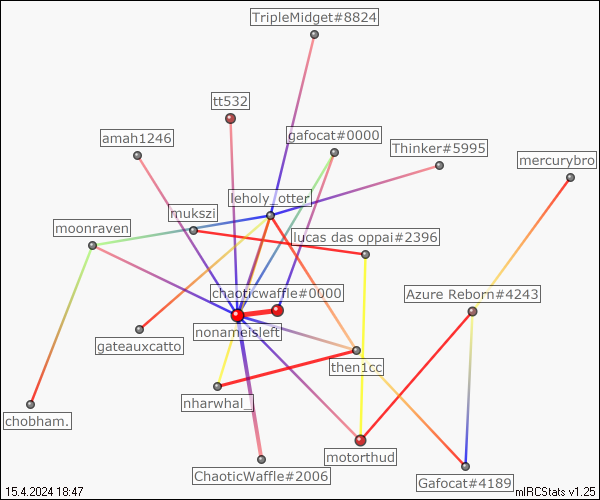 TripleMidget#8824
tt532
amah1246
gafocat#0000
Thinker#5995
mercurybro
leholy_otter
mukszi
moonraven
lucas das oppai#2396
chaoticwaffle#0000
Azure Reborn#4243
nonameisleft
gateauxcatto
then1cc
nharwhal_
chobham.
motorthud
ChaoticWaffle#2006
Gafocat#4189
15.4.2024 18:47
mIRCStats v1.25